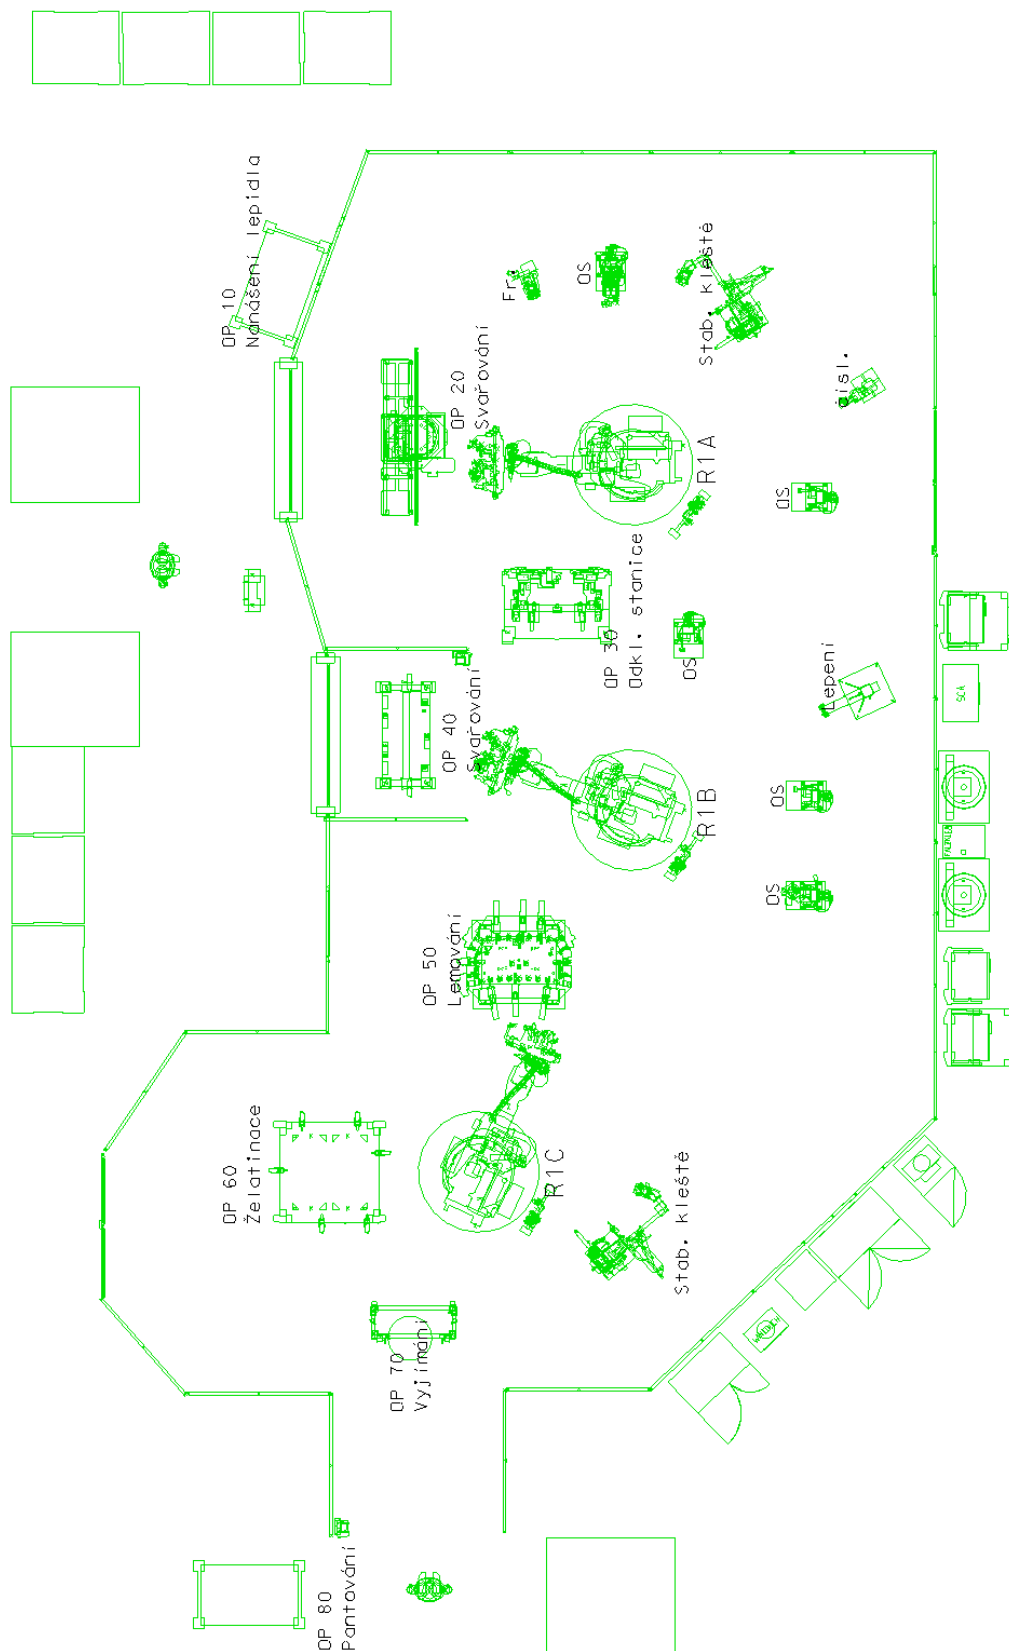 OP 10
Nanášení lepidla
Fr.
OS
Stab. kleště
OP 20
Svařování
čisl.
R1A
OS
OP 30
Odkl. stanice
OS
Lepení
SCA
OP 40
Svařování
R1B
OS
OS
OP 50
Lemování
OP 60
Želatinace
R1C
Stab. kleště
OP 70
Vyjímání
OP 80
Pantování